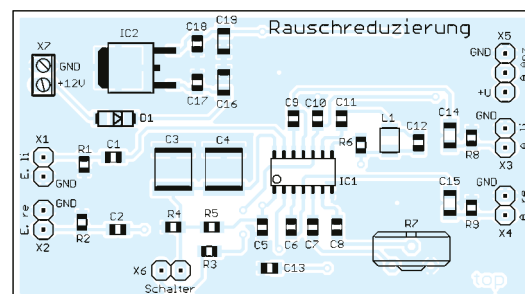 Rauschreduzierung
X7
GND
+12V
IC2
C18
C19
C17
C16
D1
X5
GND
+U
C9
C10
C11
L1
C12
C14
R6
R8
X3
GND
X1
E. li
GND
R1
C1
C3
C4
IC1
E. re
GND
X2
R2
C2
R4
R5
R3
C5
C6
C7
C8
R7
C15
R9
X4
GND
X6
Schalter
C13
top